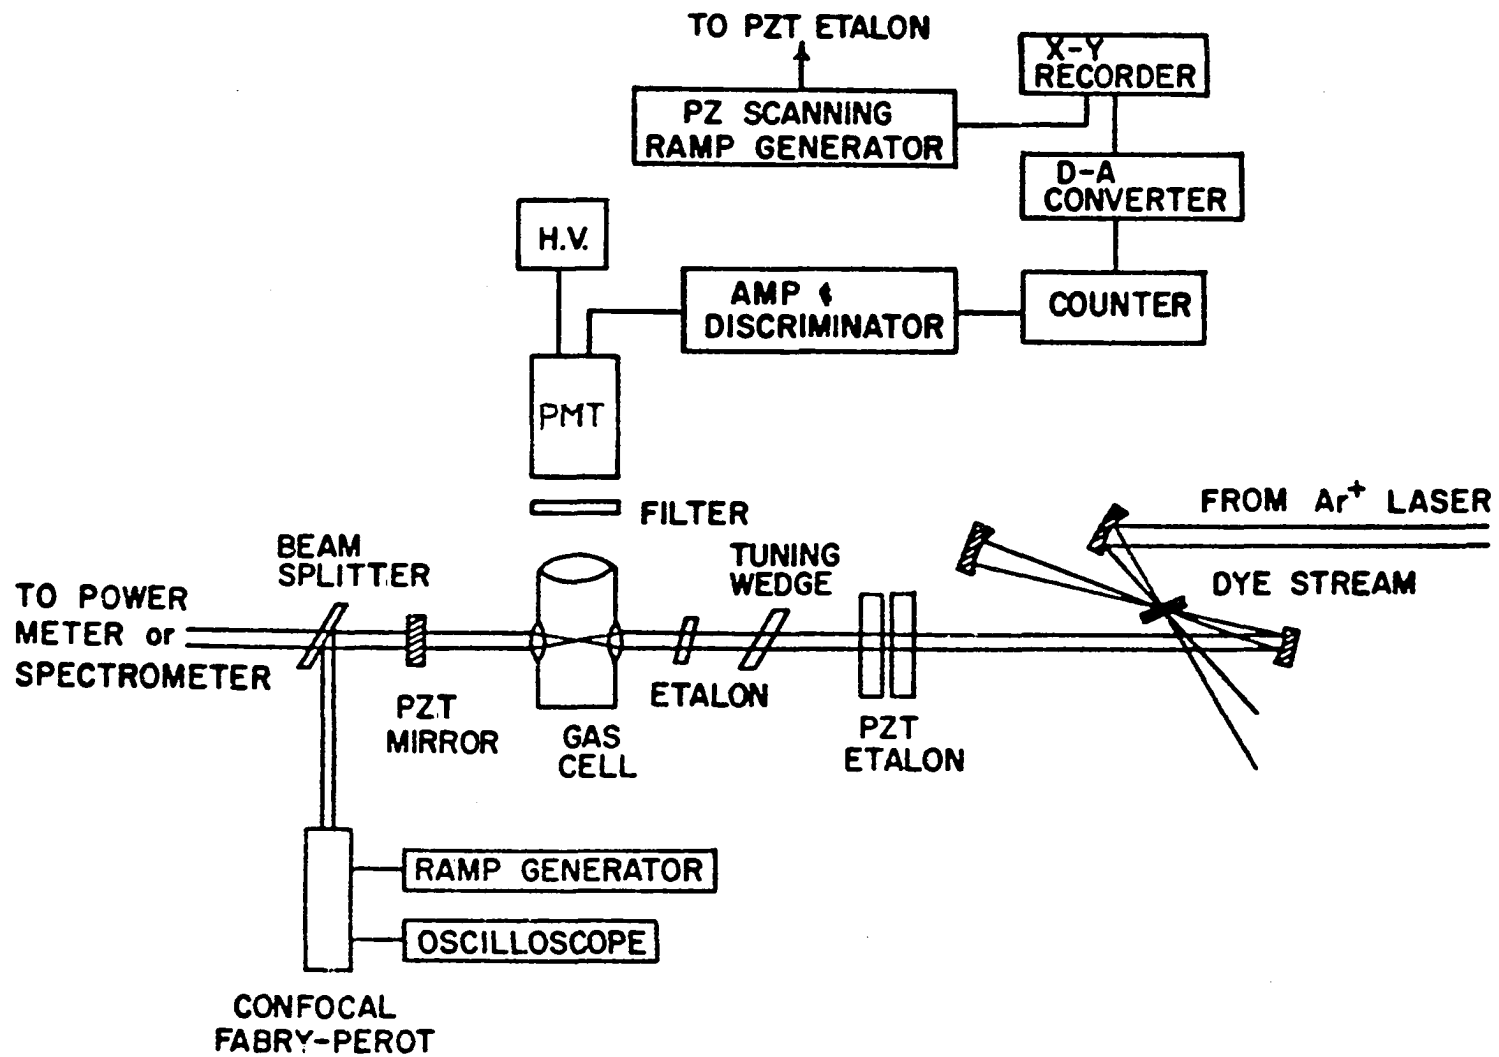 TO PZT ETALON
X-Y
RECORDER
PZ SCANNING
RAMP GENERATOR
D-A
CONVERTER
H.V.
AMP &
DISCRIMINATOR
COUNTER
PMT
FILTER
FROM Ar⁺ LASER
BEAM
SPLITTER
TUNING
WEDGE
DYE STREAM
TO POWER
METER or
SPECTROMETER
ETALON
PZT
MIRROR
GAS
CELL
PZT
ETALON
RAMP GENERATOR
OSCILLOSCOPE
CONFOCAL
FABRY-PEROT